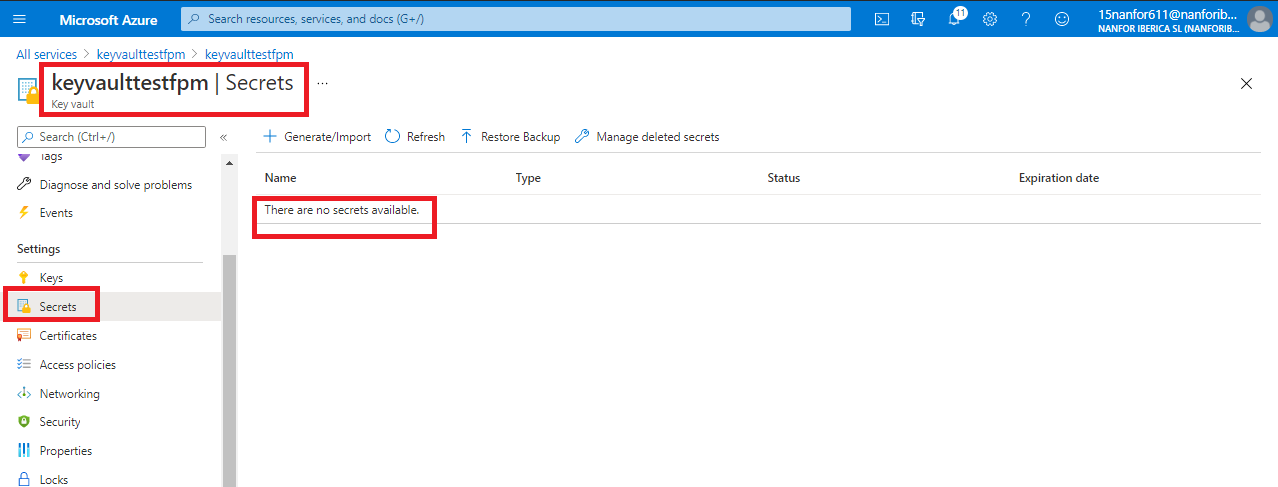 Microsoft Azure
Search resources, services, and docs (G+/)
11
15nanfor611@nanforib...
NANFOR IBERICA SL (NANFORIB...
All services > keyvaulttestfpm > keyvaulttestfpm
keyvaulttestfpm | Secrets ...
Key vault
Search (Ctrl+/)
«
Generate/Import Refresh Restore Backup Manage deleted secrets
Tags
Diagnose and solve problems
Events
Settings
Keys
Secrets
Certificates
Access policies
Networking
Security
Properties
Locks
Name Type Status Expiration date
There are no secrets available.